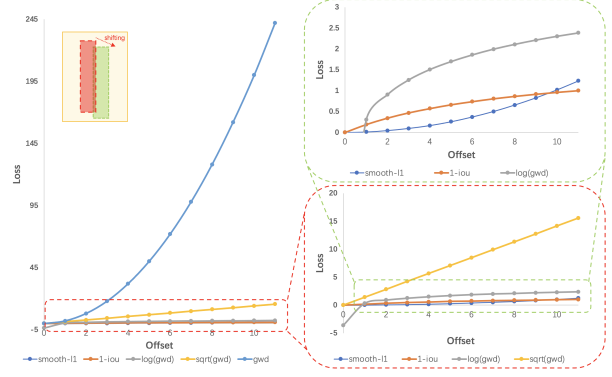 245
195
145
95
45
-5
Loss
shifting
0 2 4 6 8 10
Offset
smooth-l1 1-iou log(gwd) sqrt(gwd) gwd
3
2.5
2
1.5
1
0.5
0
Loss
0 2 4 6 8 10
Offset
smooth-l1 1-iou log(gwd)
20
15
10
5
0
-5
Loss
0 2 4 6 8 10
Offset
smooth-l1 1-iou log(gwd) sqrt(gwd)